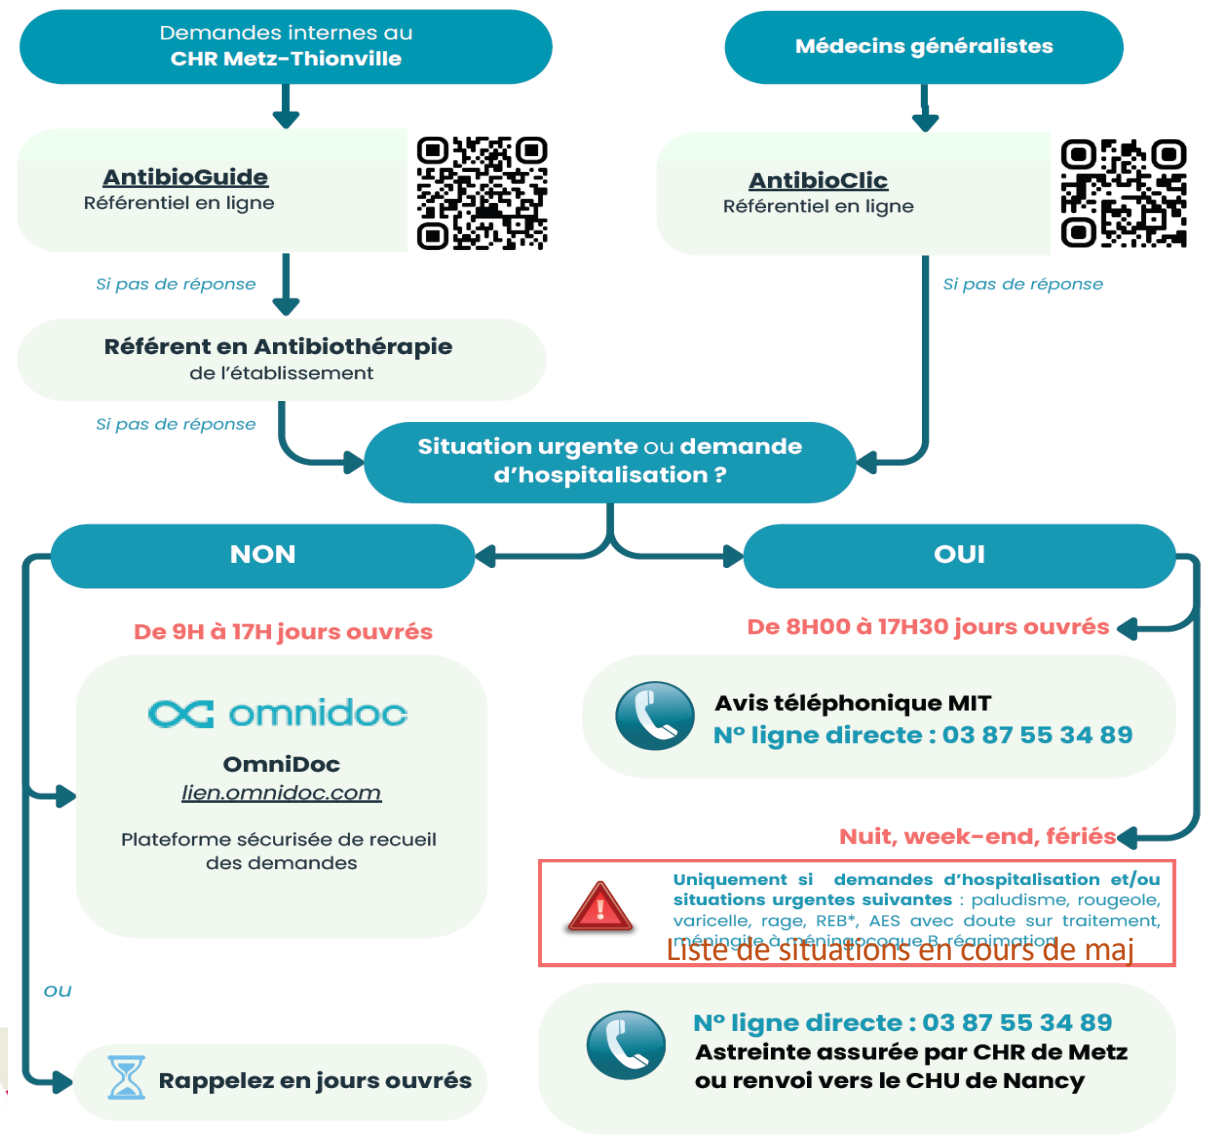 Demandes internes au
CHR Metz-Thionville
Médecins généralistes
AntibioGuide
Référentiel en ligne
AntibioClic
Référentiel en ligne
Si pas de réponse
Si pas de réponse
Référent en Antibiothérapie
de l'établissement
Si pas de réponse
Situation urgente ou demande
d'hospitalisation ?
NON
OUI
De 9H à 17H jours ouvrés
omnidoc
OmniDoc
lien.omnidoc.com
Plateforme sécurisée de recueil
des demandes
ou
Rappelez en jours ouvrés
De 8H00 à 17H30 jours ouvrés
Avis téléphonique MIT
N° ligne directe : 03 87 55 34 89
Nuit, week-end, fériés
Uniquement si demandes d'hospitalisation et/ou
situations urgentes suivantes : paludisme, rougeole,
varicelle, rage, REB*, AES avec doute sur traitement,
méningite à méningocoque B, réanimation
Liste de situations en cours de maj
N° ligne directe : 03 87 55 34 89
Astreinte assurée par CHR de Metz
ou renvoi vers le CHU de Nancy